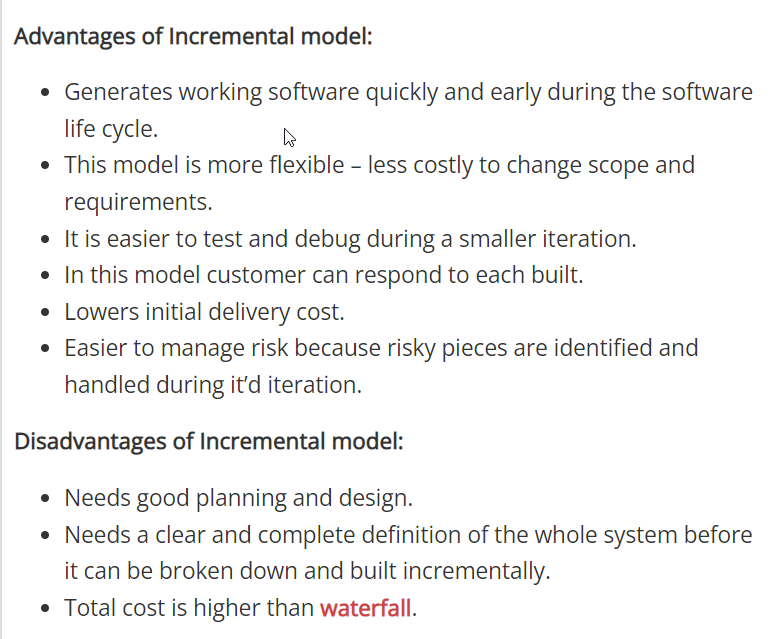 Advantages of Incremental model:
• Generates working software quickly and early during the software
life cycle.
• This model is more flexible – less costly to change scope and
requirements.
• It is easier to test and debug during a smaller iteration.
• In this model customer can respond to each built.
• Lowers initial delivery cost.
• Easier to manage risk because risky pieces are identified and
handled during it’d iteration.
Disadvantages of Incremental model:
• Needs good planning and design.
• Needs a clear and complete definition of the whole system before
it can be broken down and built incrementally.
• Total cost is higher than waterfall.